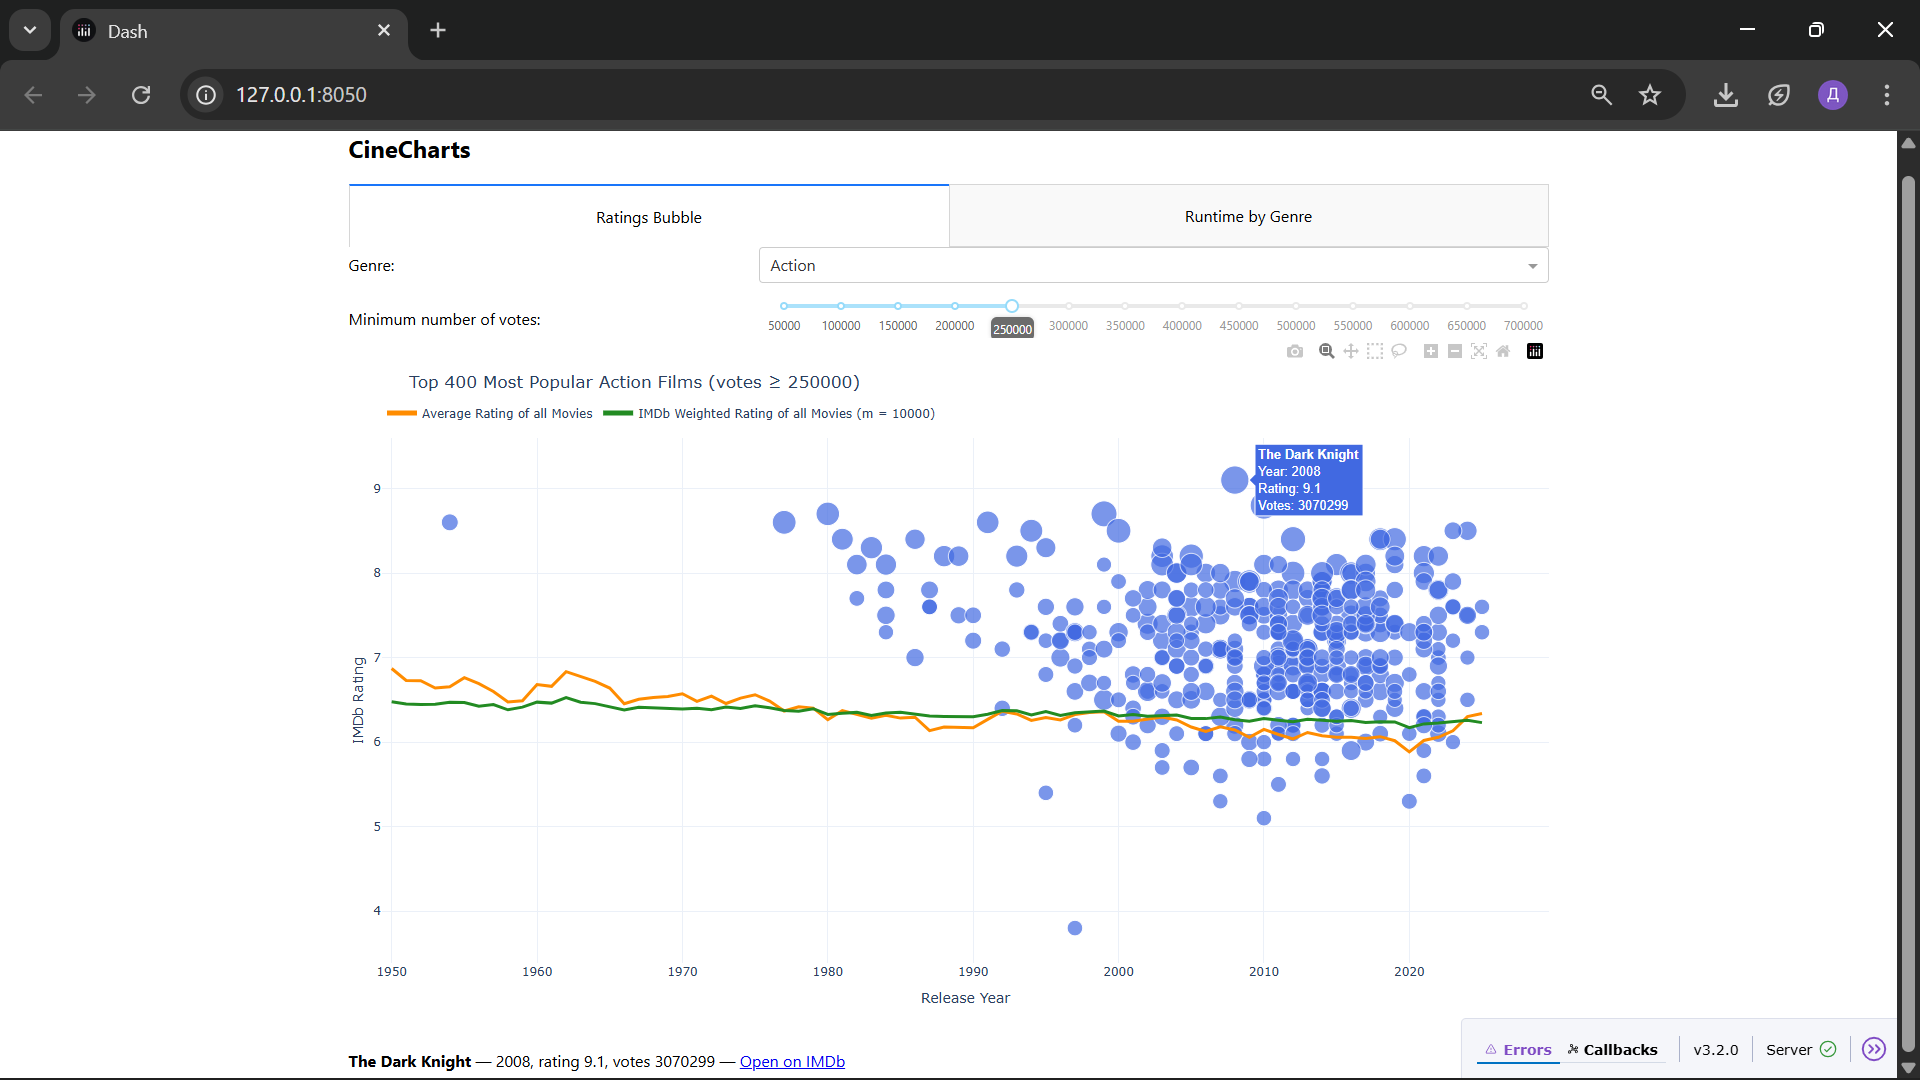 Dash
127.0.0.1:8050
Д
CineCharts
Ratings Bubble
Runtime by Genre
Genre:
Action
Minimum number of votes:
50000 100000 150000 200000 250000 300000 350000 400000 450000 500000 550000 600000 650000 700000
Top 400 Most Popular Action Films (votes ≥ 250000)
Average Rating of all Movies
IMDb Weighted Rating of all Movies (m = 10000)
The Dark Knight
Year: 2008
Rating: 9.1
Votes: 3070299
9
8
7
6
5
4
IMDb Rating
1950 1960 1970 1980 1990 2000 2010 2020
Release Year
The Dark Knight — 2008, rating 9.1, votes 3070299 — Open on IMDb
Errors
Callbacks
v3.2.0
Server